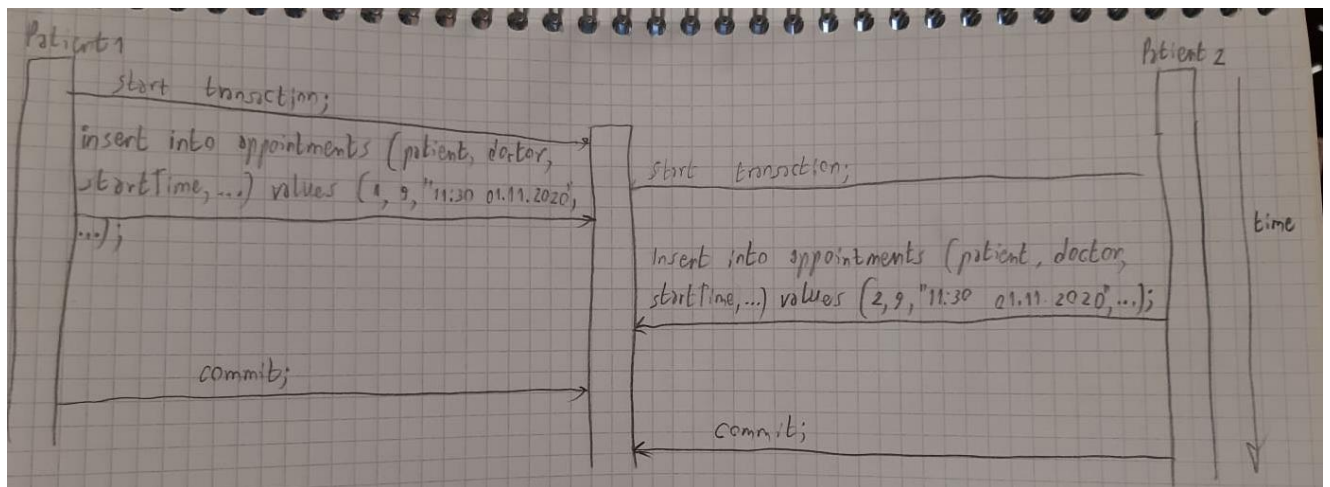 Patient 1
start transaction;
insert into appointments (patient, doctor,
startTime,...) values (1, 9, "11:30 01.11.2020",
...);
commit;
start transaction;
Insert into appointments (patient, doctor,
startTime,...) values (2, 9, "11:30 01.11.2020",...);
commit;
Patient 2
time